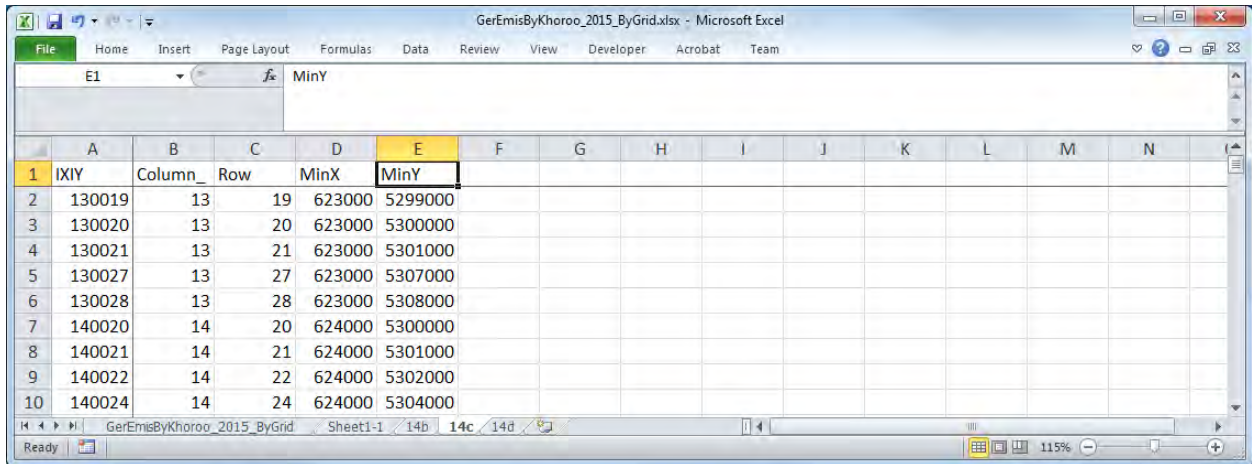 GerEmisByKhoroo_2015_ByGrid.xlsx - Microsoft Excel
File Home Insert Page Layout Formulas Data Review View Developer Acrobat Team
E1 fx MinY
A B C D E F G H I J K L M N
1 IXIY Column_ Row MinX MinY
2 130019 13 19 623000 5299000
3 130020 13 20 623000 5300000
4 130021 13 21 623000 5301000
5 130027 13 27 623000 5307000
6 130028 13 28 623000 5308000
7 140020 14 20 624000 5300000
8 140021 14 21 624000 5301000
9 140022 14 22 624000 5302000
10 140024 14 24 624000 5304000
GerEmisByKhoroo_2015_ByGrid Sheet1-1 14b 14c 14d
Ready 115%